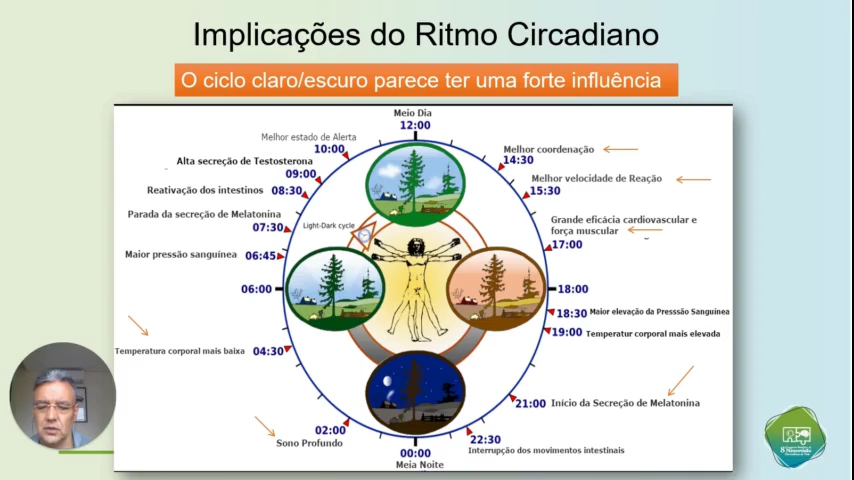 Implicações do Ritmo Circadiano
O ciclo claro/escuro parece ter uma forte influência
Meio Dia
12:00
Melhor estado de Alerta
10:00
Alta secreção de Testosterona
09:00
Reativação dos intestinos 08:30
Parada da secreção de Melatonina
07:30
Maior pressão sanguínea 06:45
06:00
Temperatura corporal mais baixa 04:30
02:00
Sono Profundo
00:00
Meia Noite
Light-Dark cycle
Melhor coordenação
14:30
Melhor velocidade de Reação
15:30
Grande eficácia cardiovascular e
força muscular
17:00
18:00
18:30 Maior elevação da Presssão Sanguínea
19:00 Temperatur corporal mais elevada
21:00 Início da Secreção de Melatonina
22:30
Interrupção dos movimentos intestinais